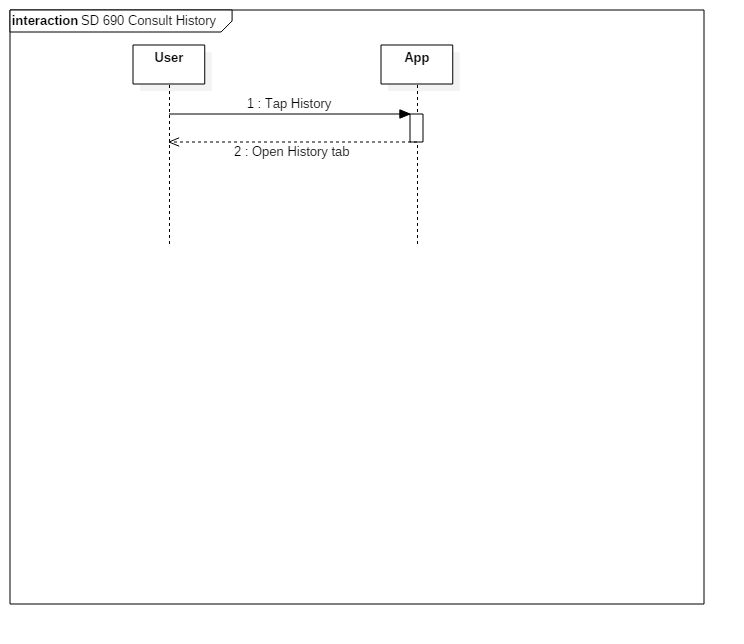 interaction SD 690 Consult History
User
App
1 : Tap History
2 : Open History tab